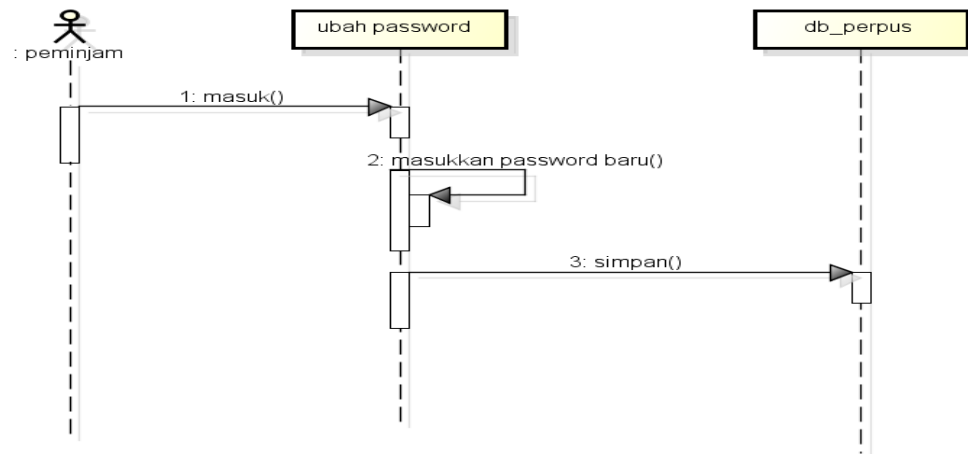 ubah password
db_perpus
: peminjam
1: masuk()
2: masukkan password baru()
3: simpan()